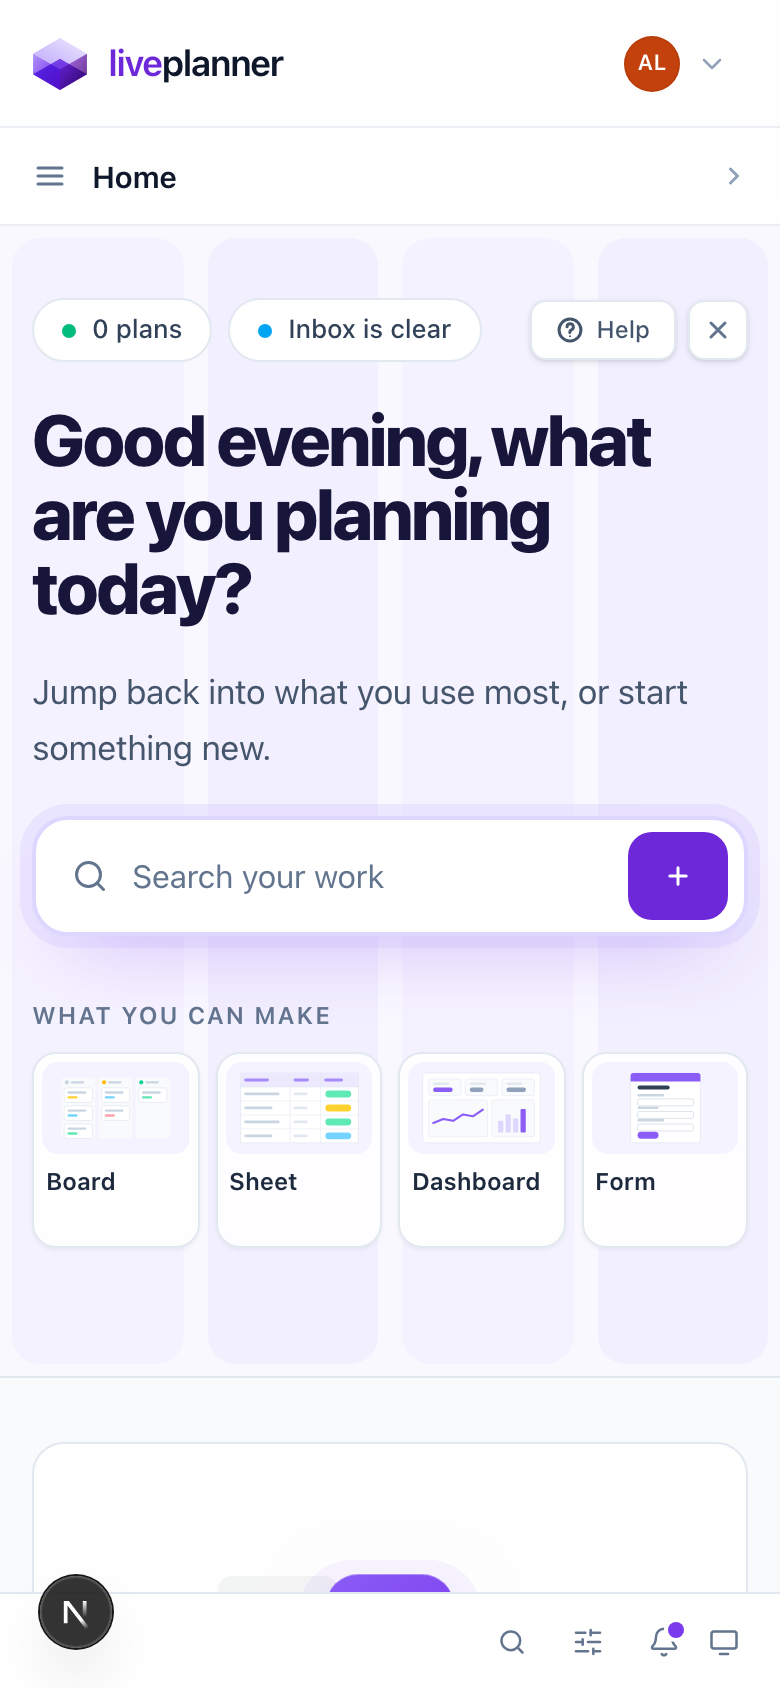 liveplanner
AL
Home
0 plans
Inbox is clear
Help
Good evening, what
are you planning
today?
Jump back into what you use most, or start
something new.
Search your work
WHAT YOU CAN MAKE
Board
Sheet
Dashboard
Form
N